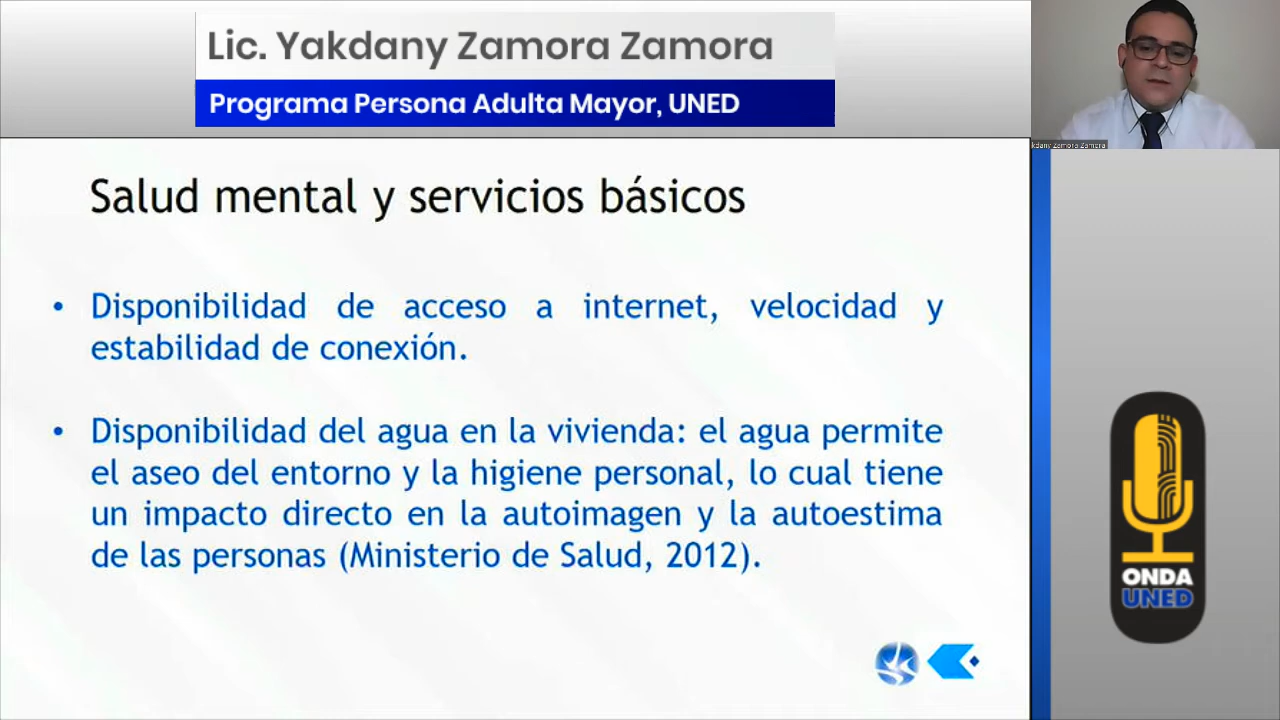 Lic. Yakdany Zamora Zamora
Programa Persona Adulta Mayor, UNED
kdany Zamora Zamora
Salud mental y servicios básicos
• Disponibilidad de acceso a internet, velocidad y
estabilidad de conexión.
• Disponibilidad del agua en la vivienda: el agua permite
el aseo del entorno y la higiene personal, lo cual tiene
un impacto directo en la autoimagen y la autoestima
de las personas (Ministerio de Salud, 2012).
ONDA
UNED